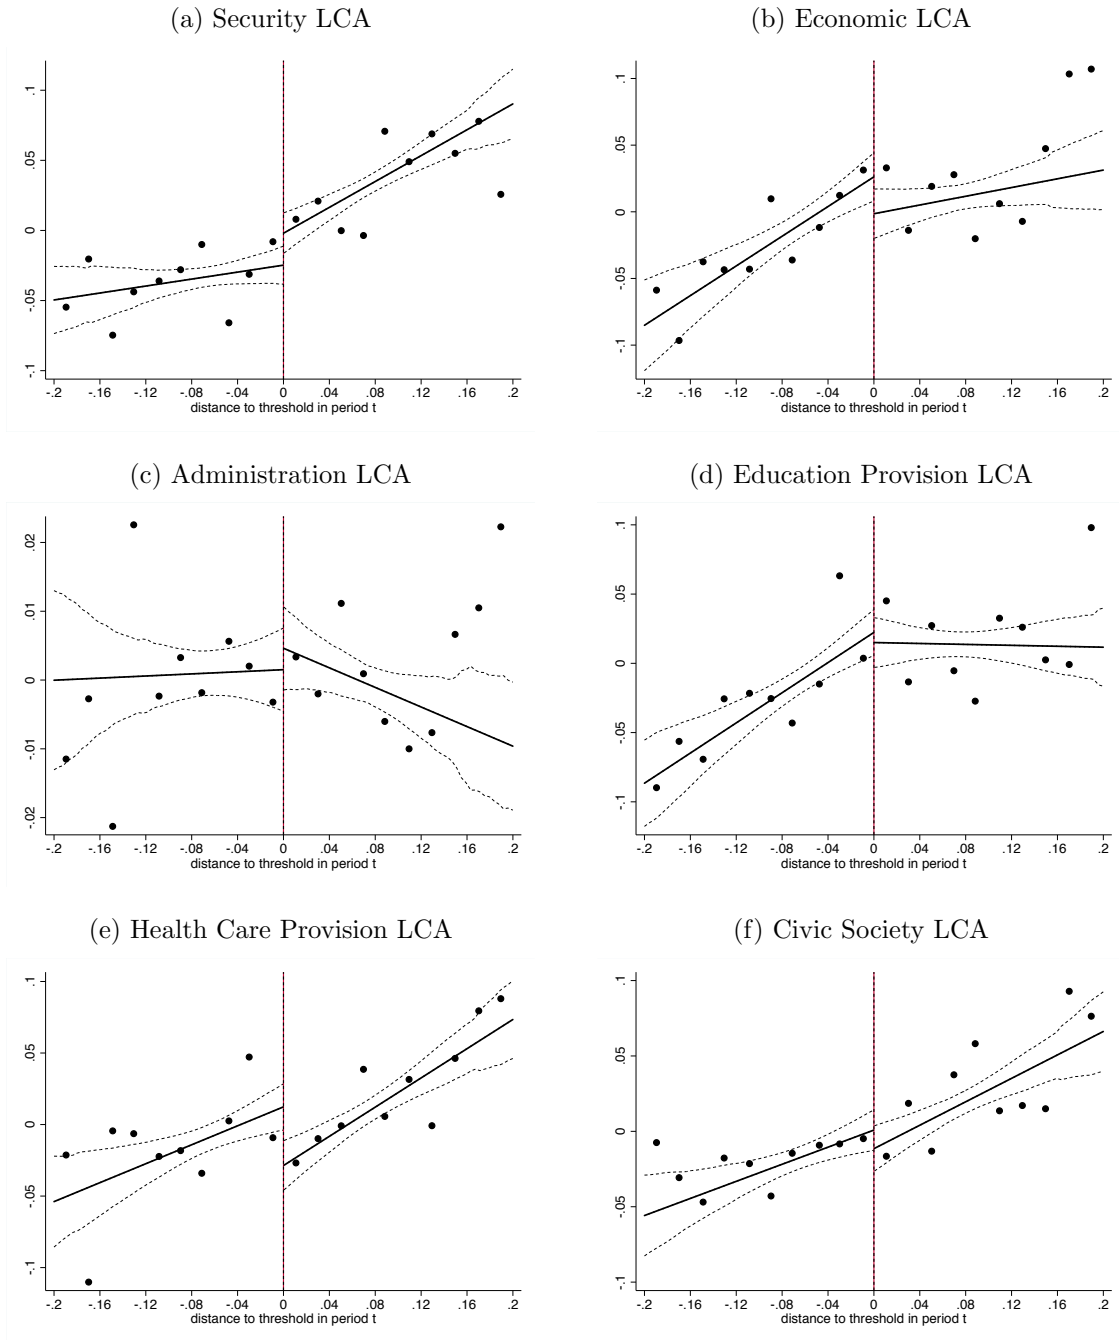 (a) Security LCA
(b) Economic LCA
.1
.05
0
-.05
-.1
-.2 -.16 -.12 -.08 -.04 0 .04 .08 .12 .16 .2
distance to threshold in period t
.1
.05
0
-.05
-.1
-.2 -.16 -.12 -.08 -.04 0 .04 .08 .12 .16 .2
distance to threshold in period t
(c) Administration LCA
(d) Education Provision LCA
.02
.01
0
-.01
-.02
-.2 -.16 -.12 -.08 -.04 0 .04 .08 .12 .16 .2
distance to threshold in period t
.1
.05
0
-.05
-.1
-.2 -.16 -.12 -.08 -.04 0 .04 .08 .12 .16 .2
distance to threshold in period t
(e) Health Care Provision LCA
(f) Civic Society LCA
.1
.05
0
-.05
-.1
-.2 -.16 -.12 -.08 -.04 0 .04 .08 .12 .16 .2
distance to threshold in period t
.1
.05
0
-.05
-.1
-.2 -.16 -.12 -.08 -.04 0 .04 .08 .12 .16 .2
distance to threshold in period t